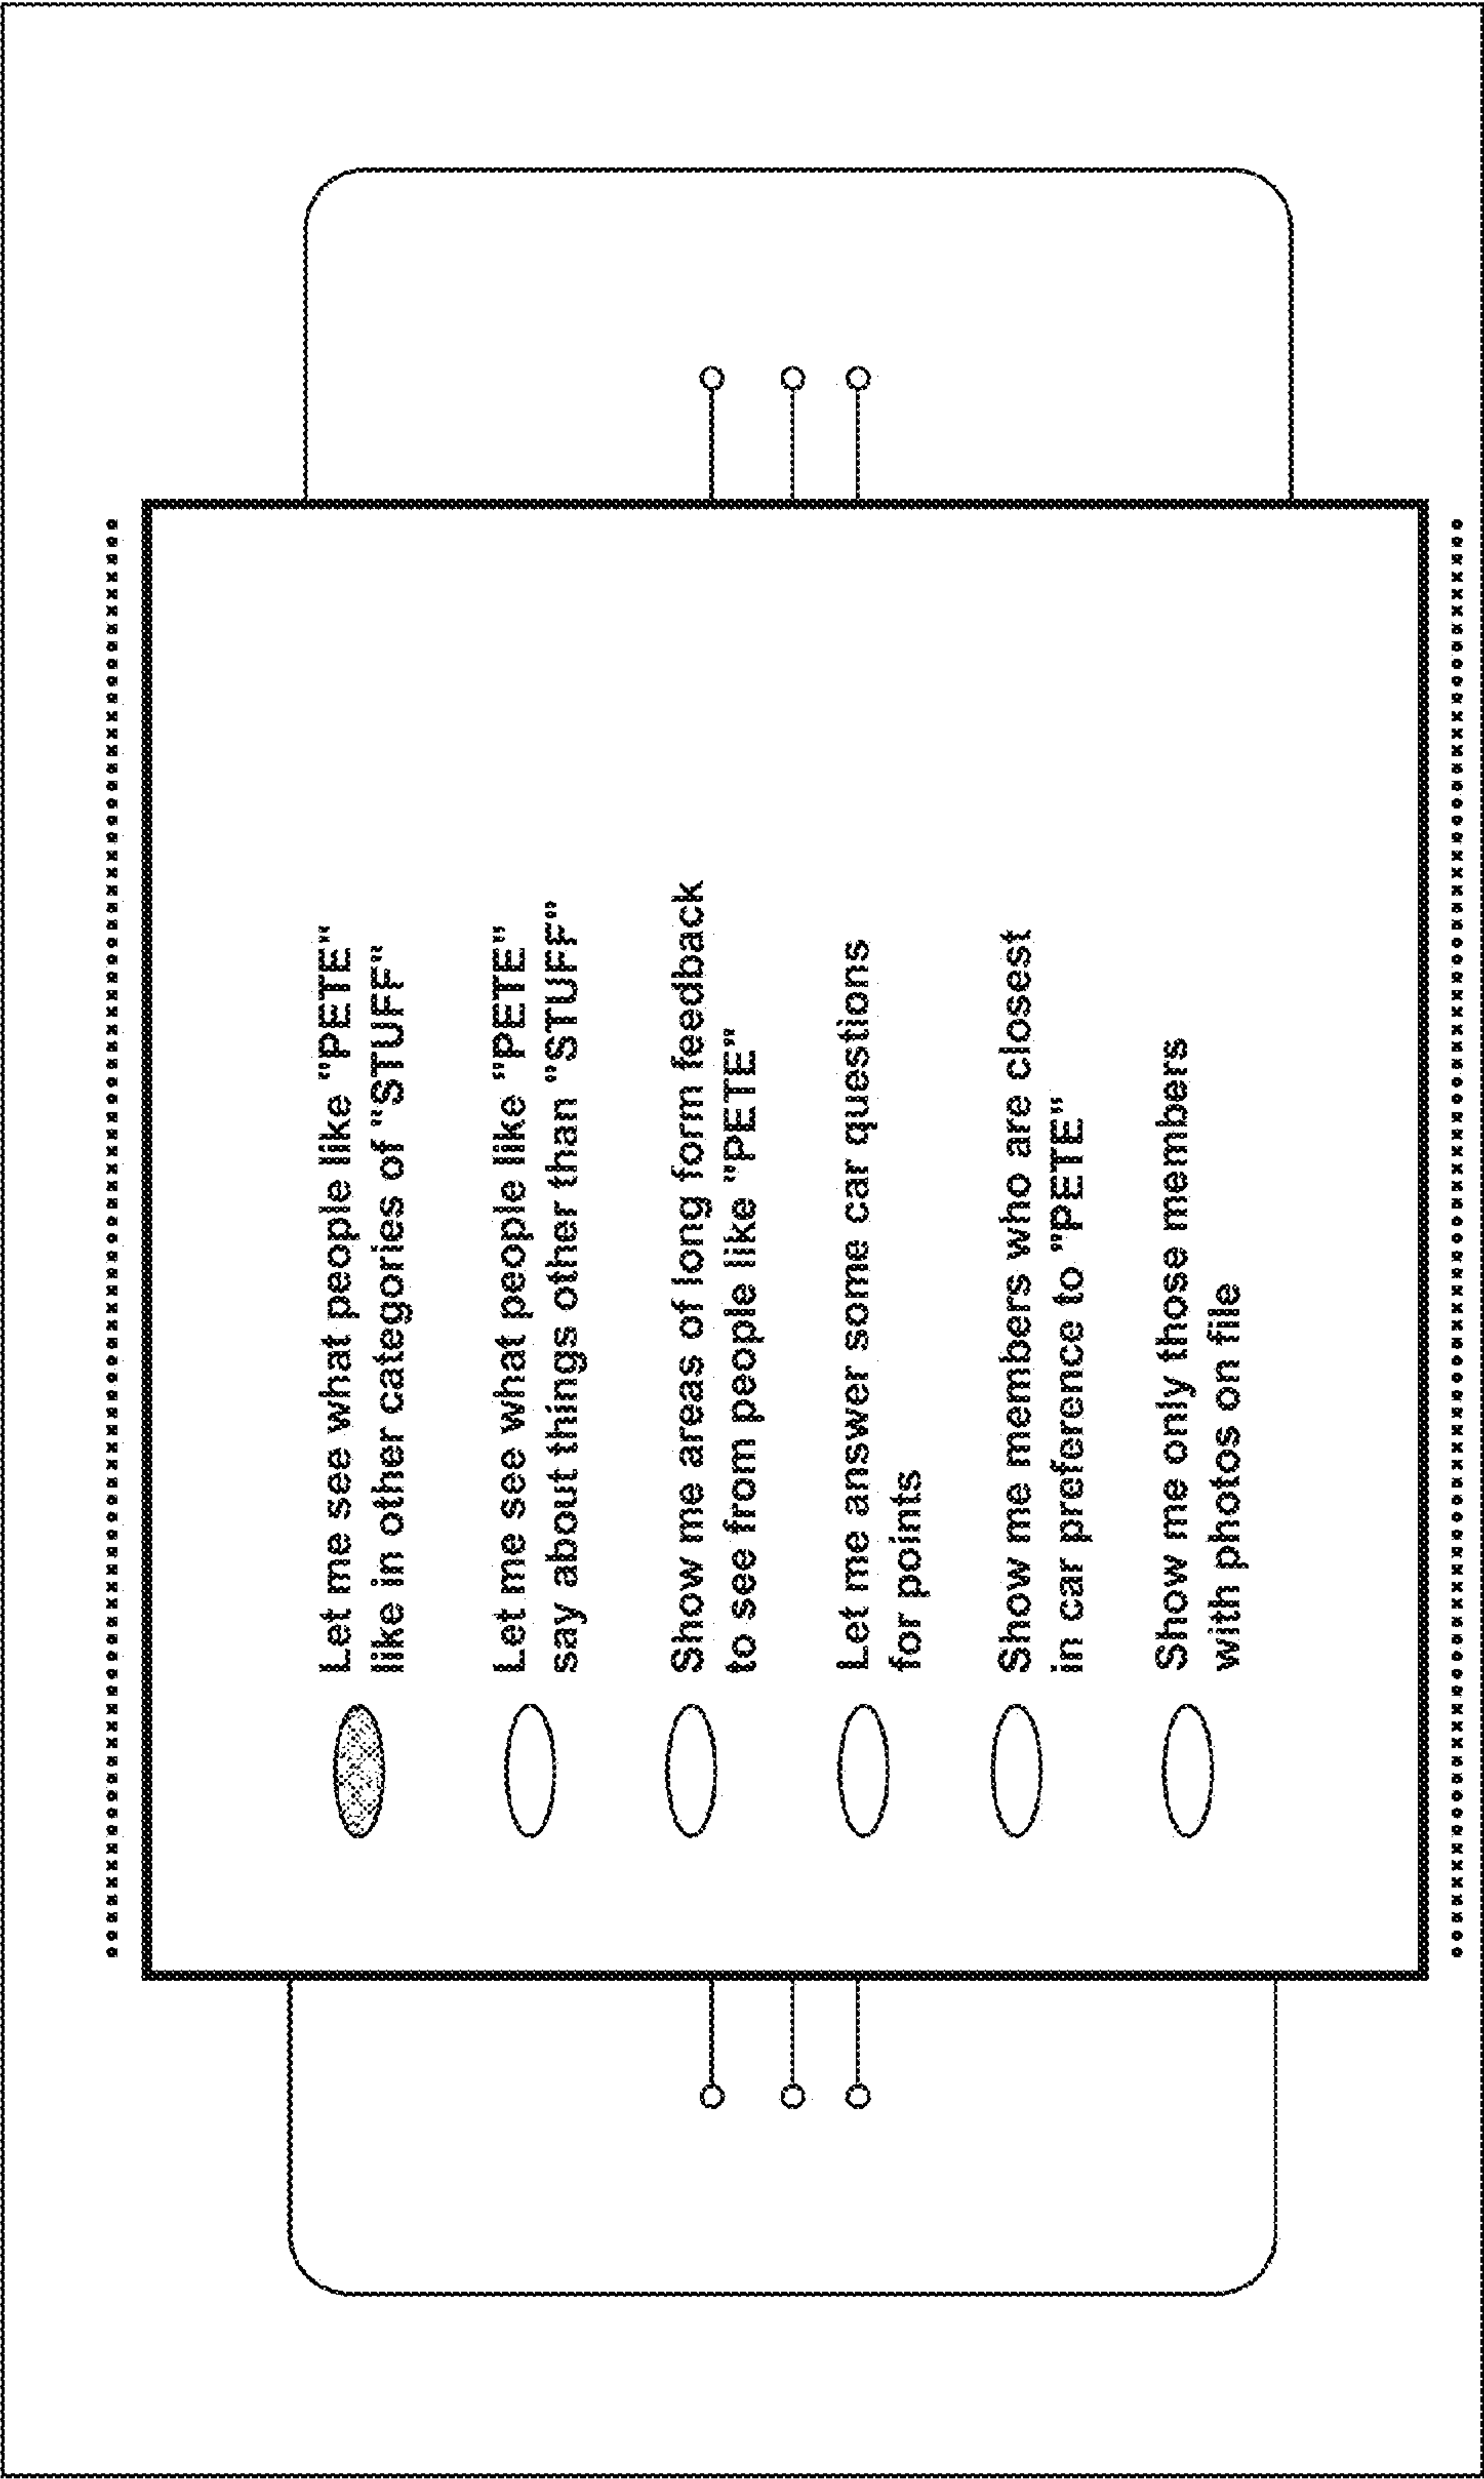 Let me see what people like "PETE"
like in other categories of "STUFF"
Let me see what people like "PETE"
say about things other than "STUFF"
Show me areas of long form feedback
to see from people like "PETE"
Let me answer some car questions
for points
Show me members who are closest
in car preference to "PETE"
Show me only those members
with photos on file